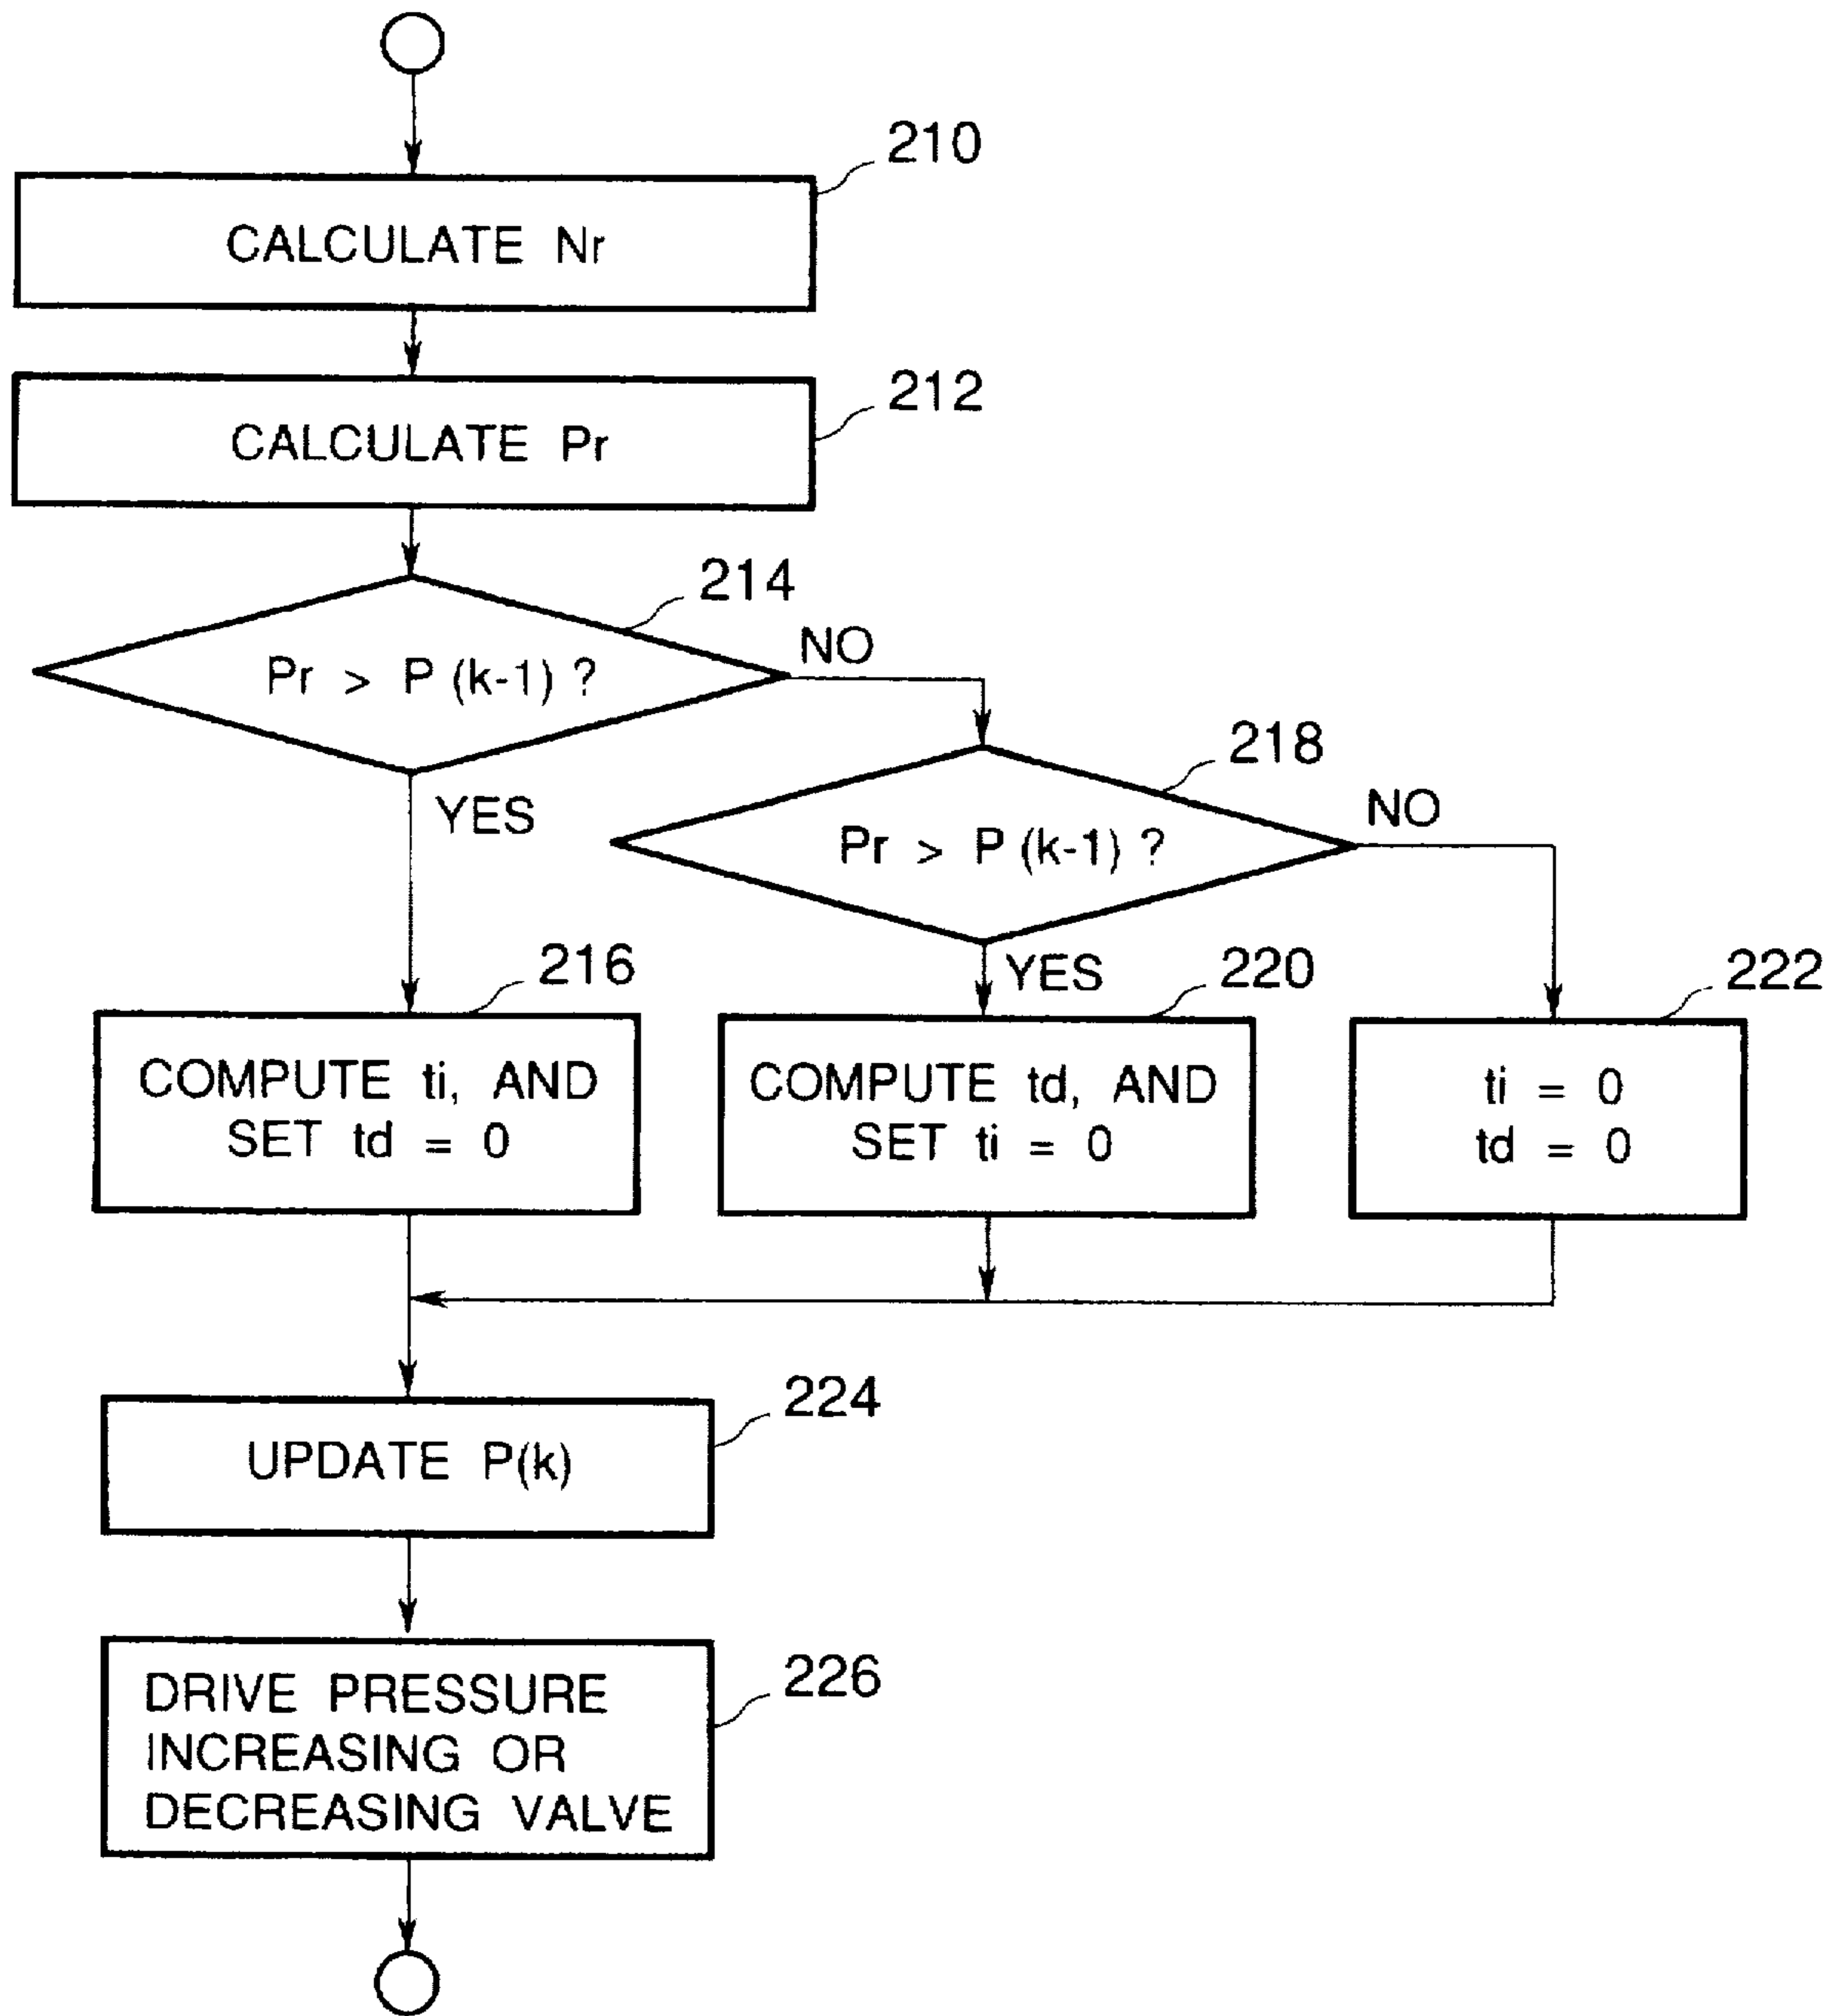 210
CALCULATE Nr
212
CALCULATE Pr
214
Pr > P (k-1) ?
NO
YES
218
Pr > P (k-1) ?
NO
YES
216
COMPUTE ti, AND
SET td = 0
220
COMPUTE td, AND
SET ti = 0
222
ti = 0
td = 0
224
UPDATE P(k)
226
DRIVE PRESSURE
INCREASING OR
DECREASING VALVE